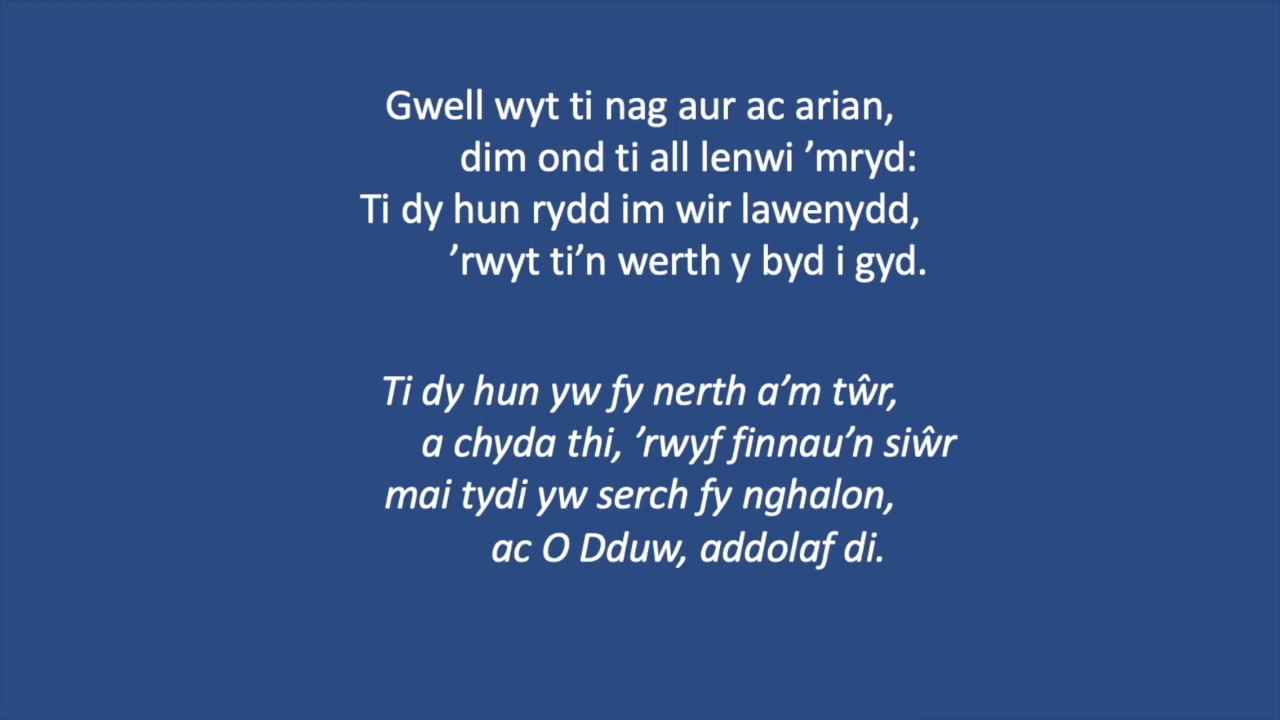 Gwell wyt ti nag aur ac arian,
dim ond ti all lenwi ’mryd:
Ti dy hun rydd im wir lawenydd,
’rwyt ti’n werth y byd i gyd.
Ti dy hun yw fy nerth a’m tŵr,
a chyda thi, ’rwyf finnau’n siŵr
mai tydi yw serch fy nghalon,
ac O Dduw, addolaf di.